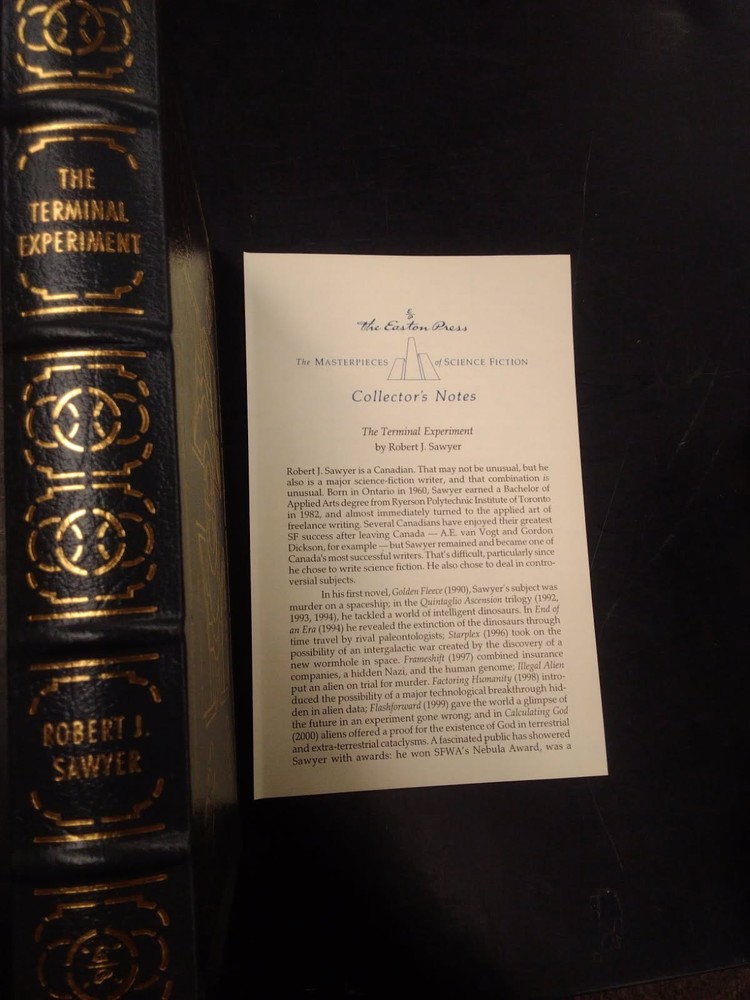 THE
TERMINAL
EXPERIMENT
ROBERT J.
SAWYER
The Easton Press
The MASTERPIECES of SCIENCE FICTION
Collector's Notes
The Terminal Experiment
by Robert J. Sawyer
Robert J. Sawyer is a Canadian. That may not be unusual, but he
also is a major science-fiction writer, and that combination is
unusual. Born in Ontario in 1960, Sawyer earned a Bachelor of
Applied Arts degree from Ryerson Polytechnic Institute of Toronto
in 1982, and almost immediately turned to the applied art of
freelance writing. Several Canadians have enjoyed their greatest
SF success after leaving Canada — A.E. van Vogt and Gordon
Dickson, for example — but Sawyer remained and became one of
Canada's most successful writers. That's difficult, particularly since
he chose to write science fiction. He also chose to deal in contro-
versial subjects.
In his first novel, Golden Fleece (1990), Sawyer's subject was
murder on a spaceship; in the Quintaglio Ascension trilogy (1992,
1993, 1994), he tackled a world of intelligent dinosaurs. In End of
an Era (1994) he revealed the extinction of the dinosaurs through
time travel by rival paleontologists; Starplex (1996) took on the
possibility of an intergalactic war created by the discovery of a
new wormhole in space. Frameshift (1997) combined insurance
companies, a hidden Nazi, and the human genome; Illegal Alien
put an alien on trial for murder. Factoring Humanity (1998) intro-
duced the possibility of a major technological breakthrough hid-
den in alien data; Flashforward (1999) gave the world a glimpse of
the future in an experiment gone wrong; and in Calculating God
(2000) aliens offered a proof for the existence of God in terrestrial
and extra-terrestrial cataclysms. A fascinated public has showered
Sawyer with awards: he won SFWA's Nebula Award, was a